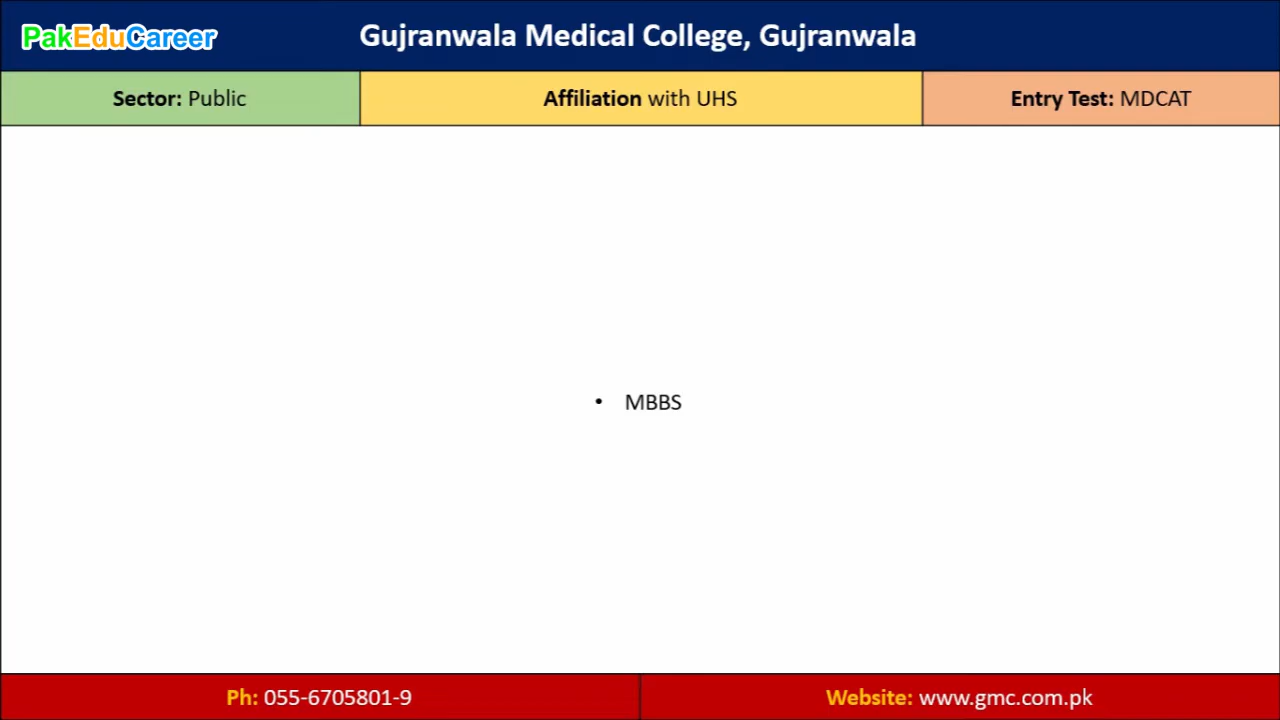 PakEduCareer
Gujranwala Medical College, Gujranwala
Sector: Public
Affiliation with UHS
Entry Test: MDCAT
• MBBS
Ph: 055-6705801-9
Website: www.gmc.com.pk